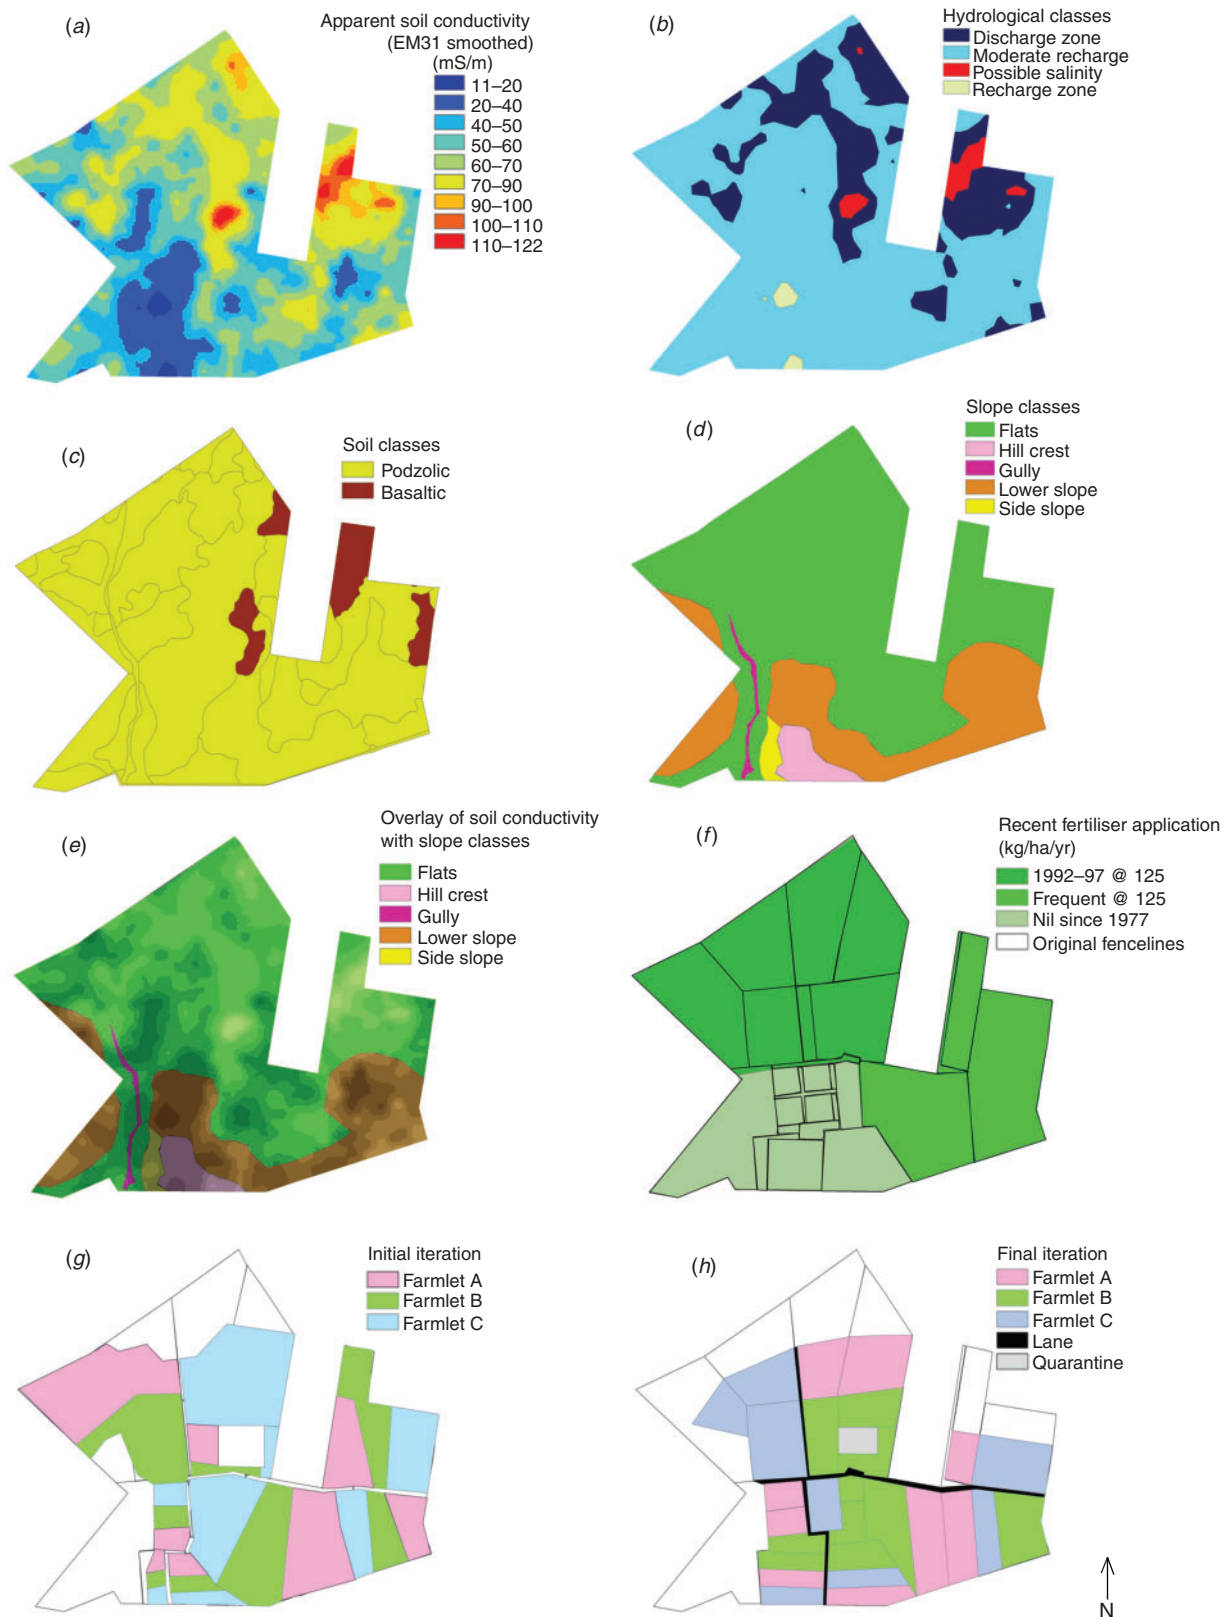 (a)
Apparent soil conductivity
(EM31 smoothed)
(mS/m)
11–20
20–40
40–50
50–60
60–70
70–90
90–100
100–110
110–122
(b)
Hydrological classes
Discharge zone
Moderate recharge
Possible salinity
Recharge zone
(c)
Soil classes
Podzolic
Basaltic
(d)
Slope classes
Flats
Hill crest
Gully
Lower slope
Side slope
(e)
Overlay of soil conductivity
with slope classes
Flats
Hill crest
Gully
Lower slope
Side slope
(f)
Recent fertiliser application
(kg/ha/yr)
1992–97 @ 125
Frequent @ 125
Nil since 1977
Original fencelines
(g)
Initial iteration
Farmlet A
Farmlet B
Farmlet C
(h)
Final iteration
Farmlet A
Farmlet B
Farmlet C
Lane
Quarantine
N